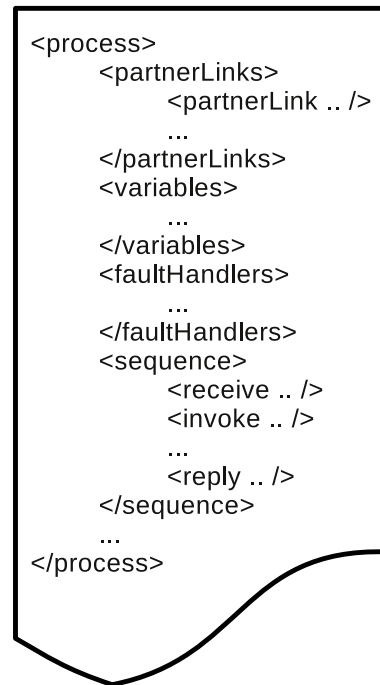 <process>
<partnerLinks>
<partnerLink .. />
...
</partnerLinks>
<variables>
...
</variables>
<faultHandlers>
...
</faultHandlers>
<sequence>
<receive .. />
<invoke .. />
...
<reply .. />
</sequence>
...
</process>